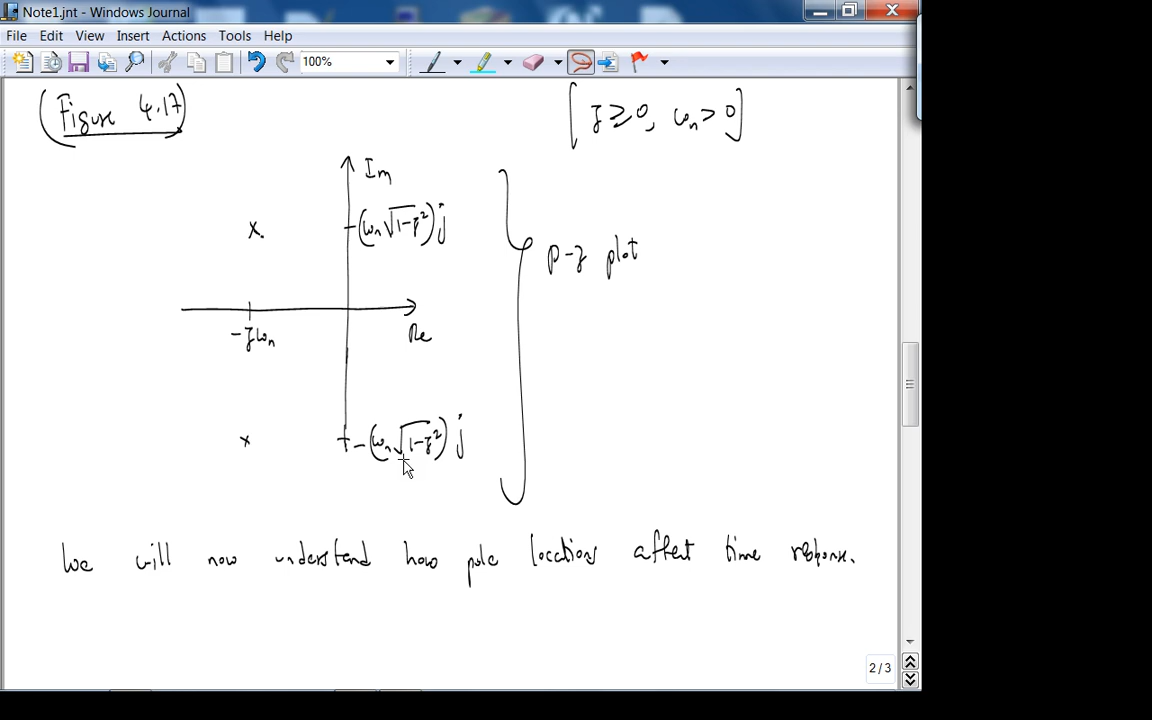 Note1.jnt - Windows Journal
File Edit View Insert Actions Tools Help
100%
(Figure 4.17)
[ζ ≥ 0, ωn > 0]
Im
(ωn√1-ζ²)j
p-z plot
-ζωn
Re
-(ωn√1-ζ²)j
We will now understand how pole locations affect time response.
2/3